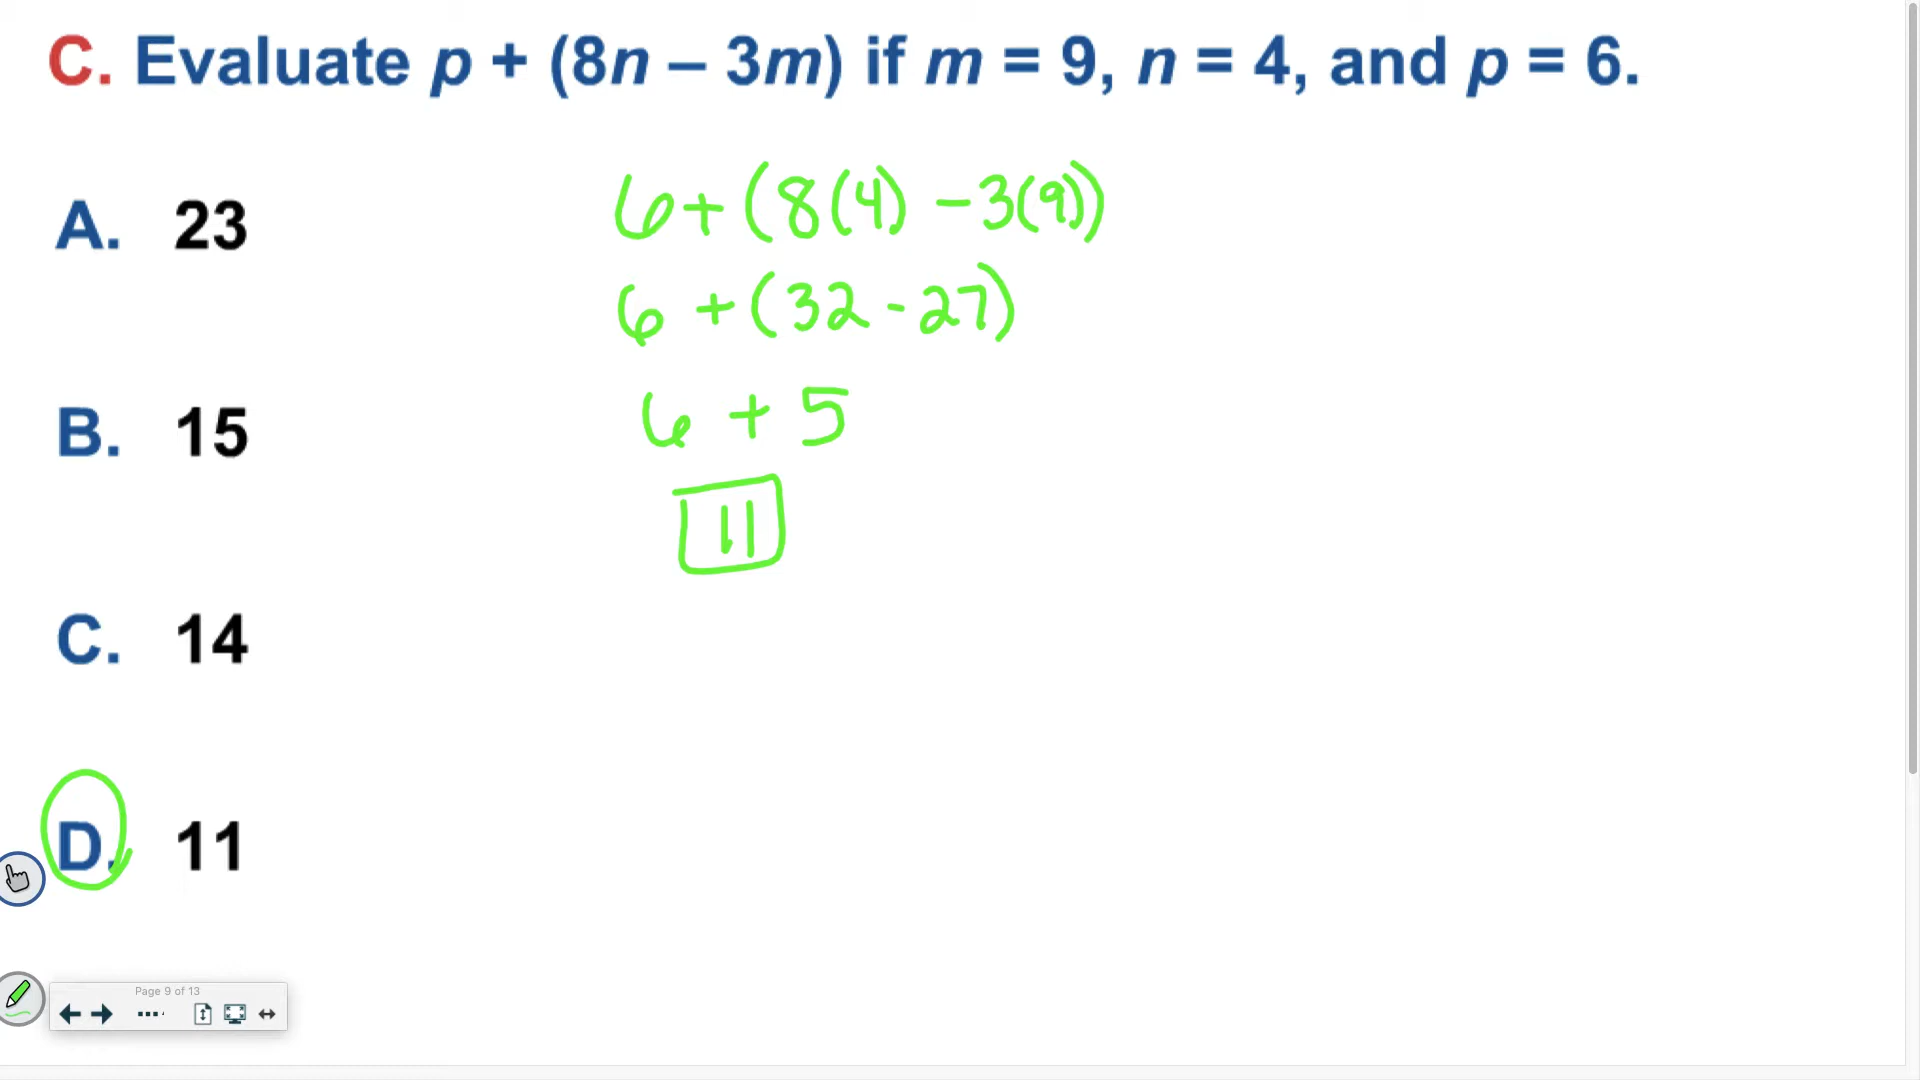 C. Evaluate p + (8n – 3m) if m = 9, n = 4, and p = 6.
A. 23
B. 15
C. 14
D. 11
6 + (8(4) - 3(9))
6 + (32 - 27)
6 + 5
11
Page 9 of 13